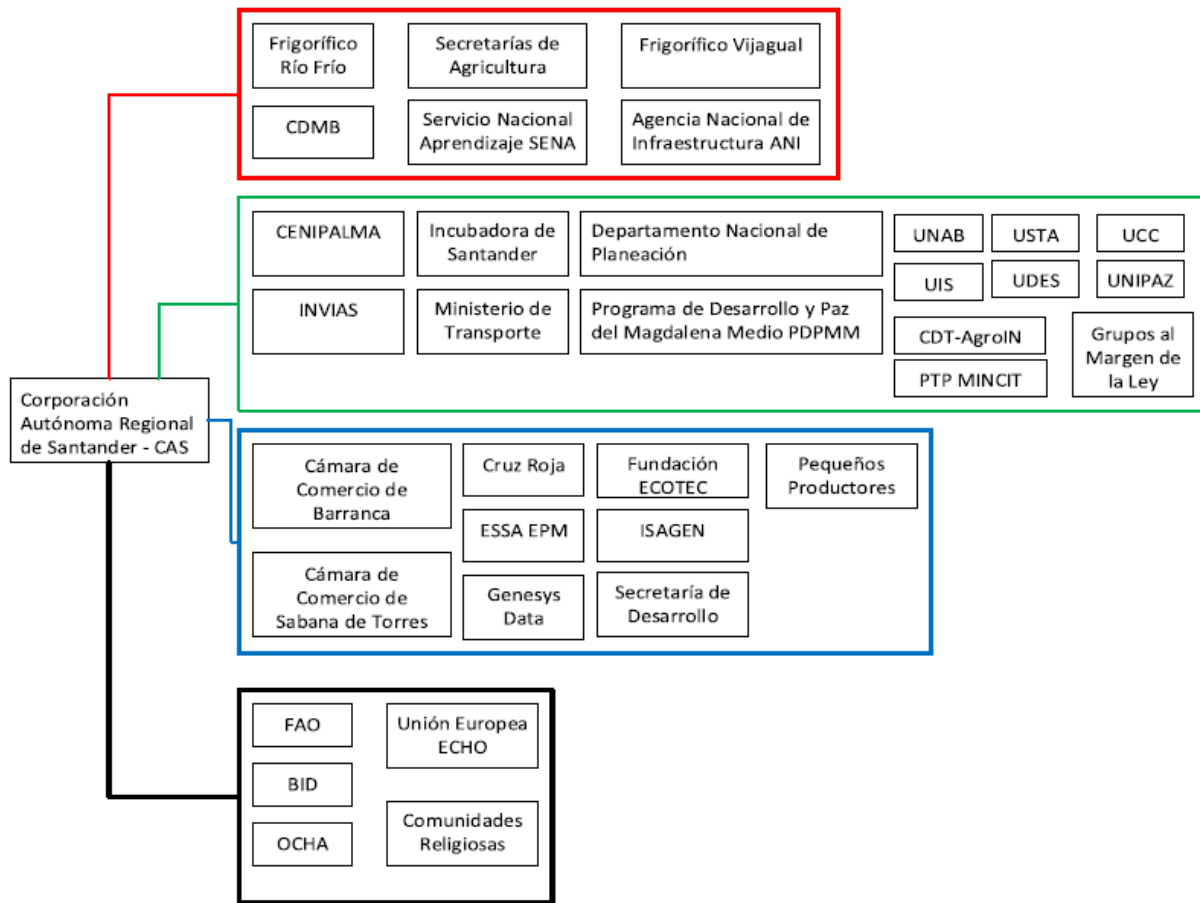 Frigorífico
Río Frío
Secretarías de
Agricultura
Frigorífico Vijagual
CDMB
Servicio Nacional
Aprendizaje SENA
Agencia Nacional de
Infraestructura ANI
CENIPALMA
Incubadora de
Santander
Departamento Nacional de
Planeación
UNAB
USTA
UCC
UIS
UDES
UNIPAZ
INVIAS
Ministerio de
Transporte
Programa de Desarrollo y Paz
del Magdalena Medio PDPMM
CDT-AgroIN
PTP MINCIT
Grupos al
Margen de
la Ley
Corporación
Autónoma Regional
de Santander - CAS
Cámara de
Comercio de
Barranca
Cruz Roja
Fundación
ECOTEC
Pequeños
Productores
ESSA EPM
ISAGEN
Cámara de
Comercio de
Sabana de Torres
Genesys
Data
Secretaría de
Desarrollo
FAO
Unión Europea
ECHO
BID
OCHA
Comunidades
Religiosas